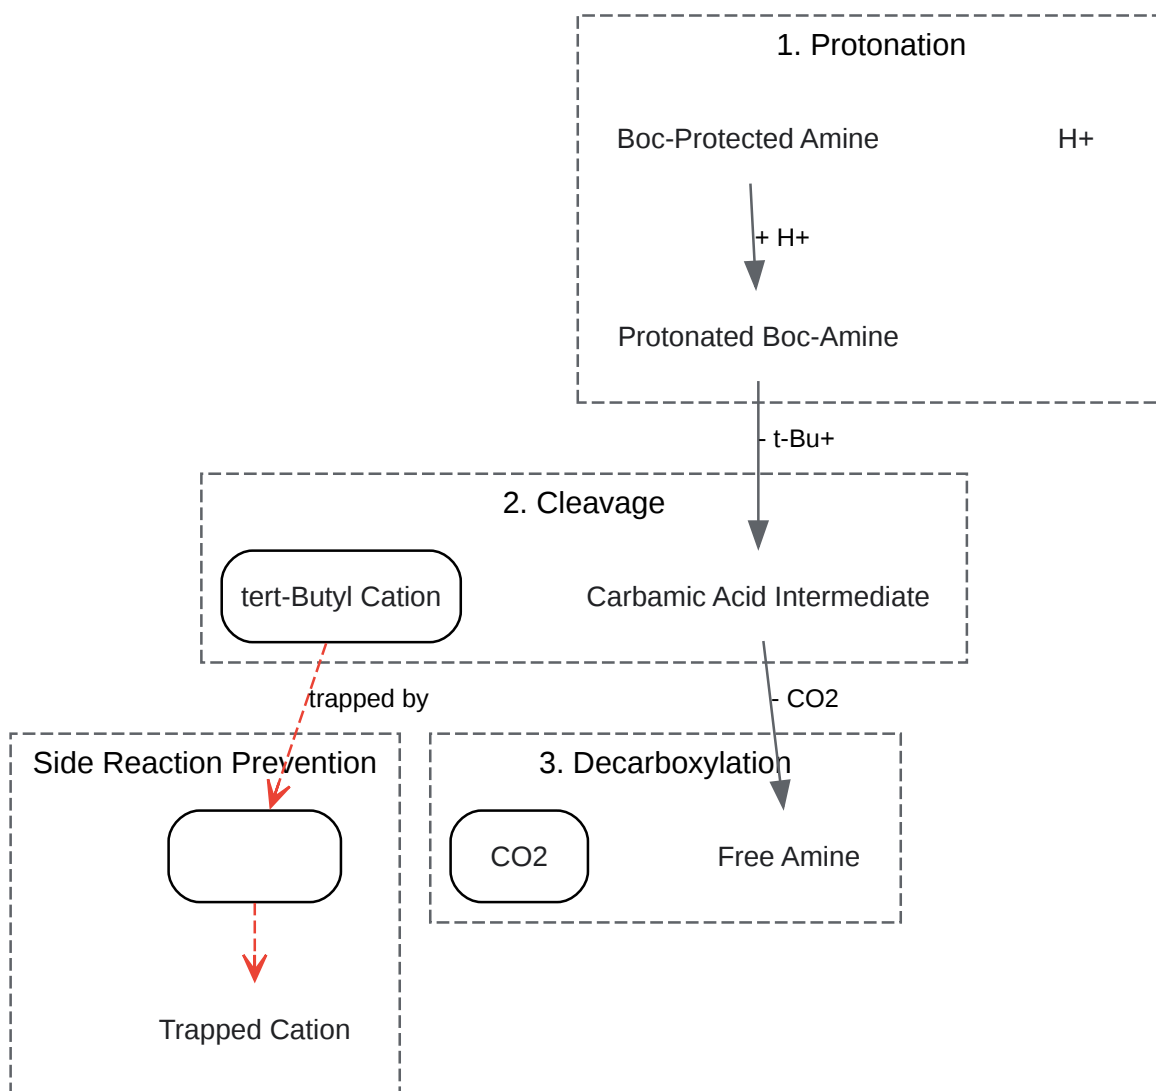 1. Protonation
Boc-Protected Amine
H+
+ H+
Protonated Boc-Amine
- t-Bu+
2. Cleavage
tert-Butyl Cation
Carbamic Acid Intermediate
trapped by
- CO2
Side Reaction Prevention
3. Decarboxylation
CO2
Free Amine
Trapped Cation